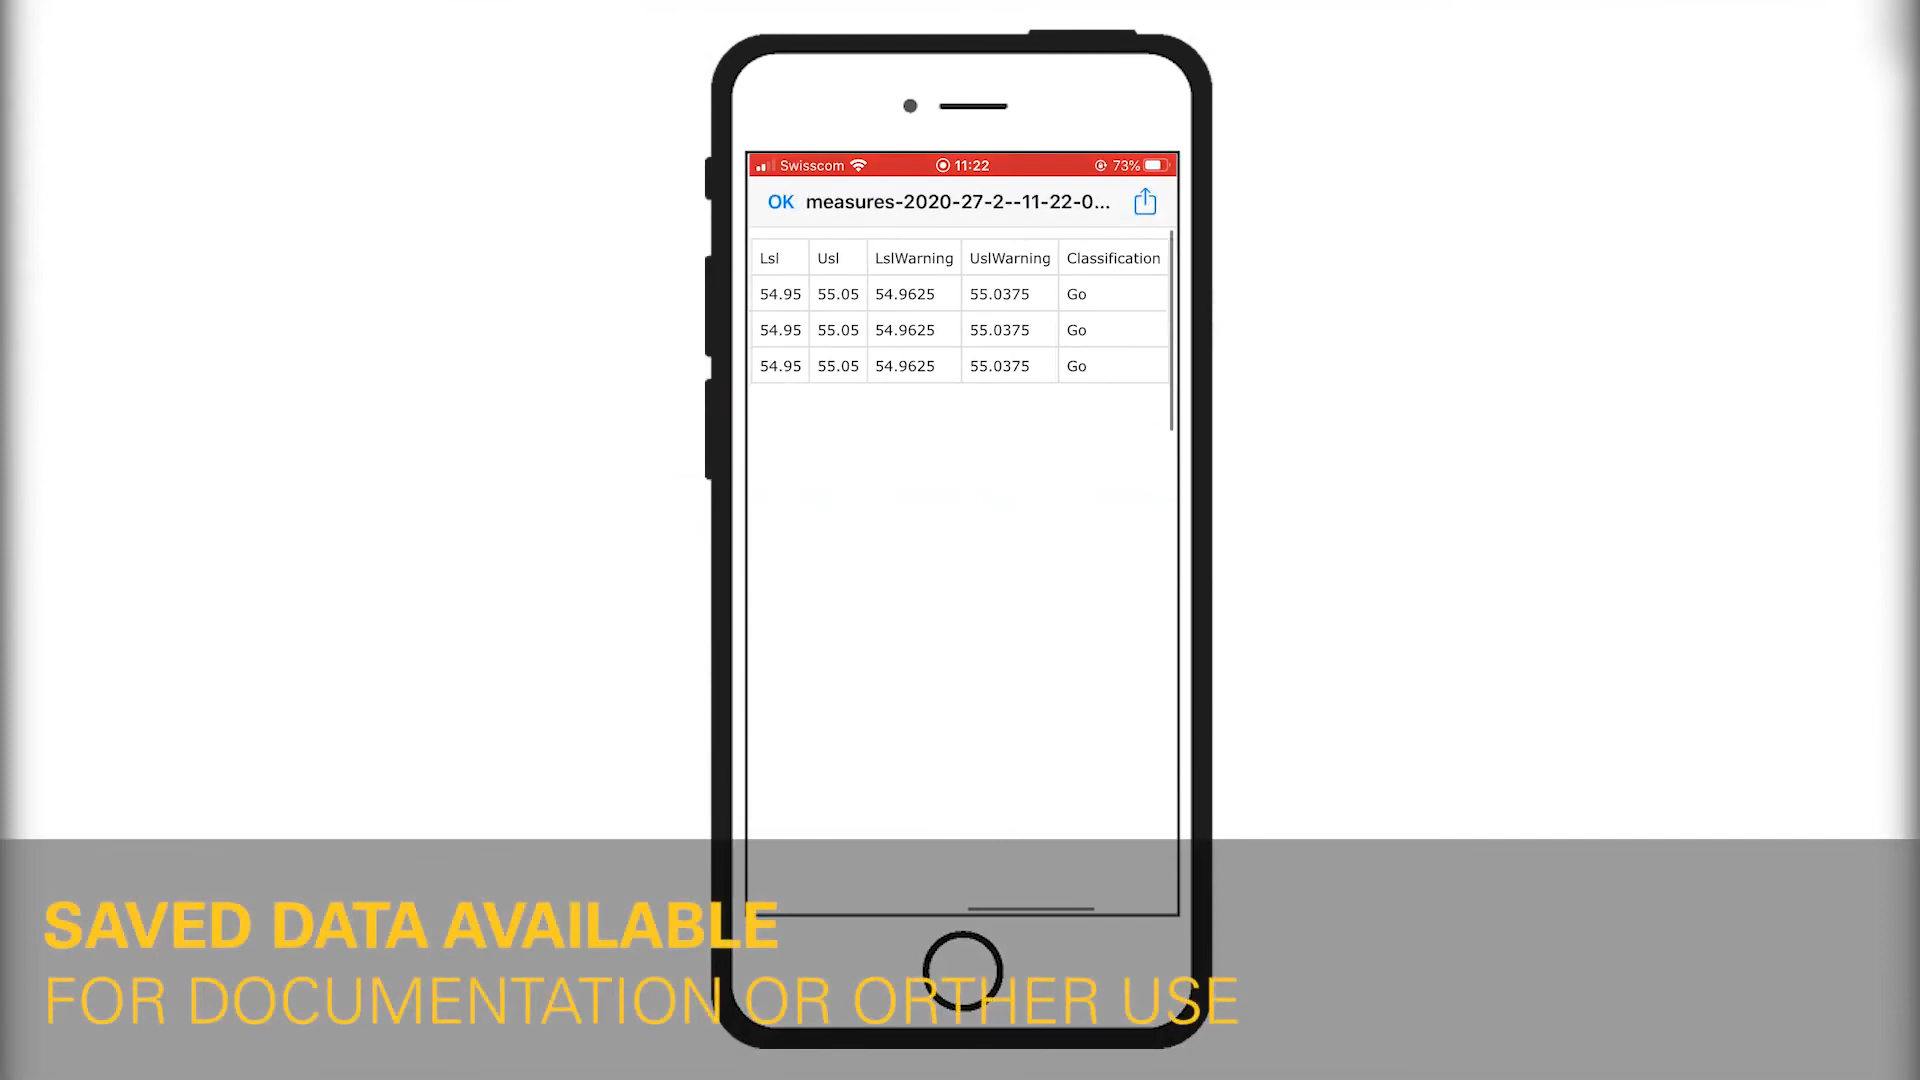 Swisscom 11:22 73%
OK measures-2020-27-2--11-22-0...
Lsl Usl LslWarning UslWarning Classification
54.95 55.05 54.9625 55.0375 Go
54.95 55.05 54.9625 55.0375 Go
54.95 55.05 54.9625 55.0375 Go
SAVED DATA AVAILABLE
FOR DOCUMENTATION OR ORTHER USE